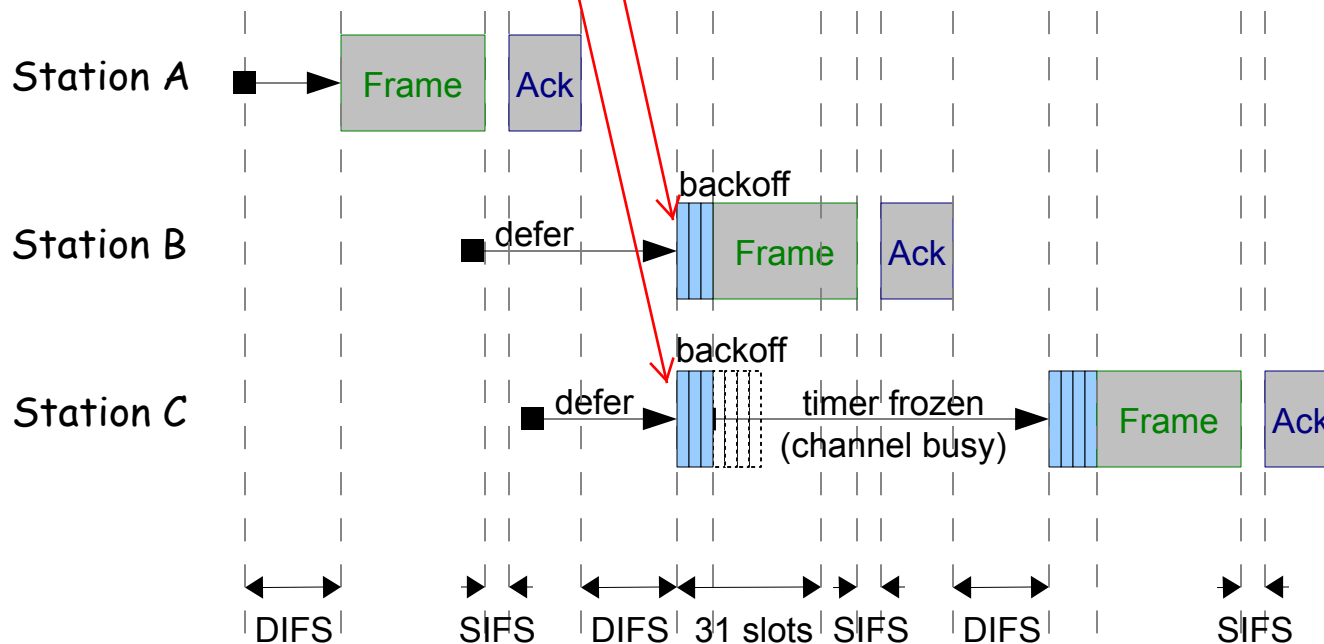 Station A
Frame
Ack
backoff
Station B
defer
Frame
Ack
backoff
Station C
defer
timer frozen
(channel busy)
Frame
Ack
DIFS
SIFS
DIFS
31 slots
SIFS
DIFS
SIFS